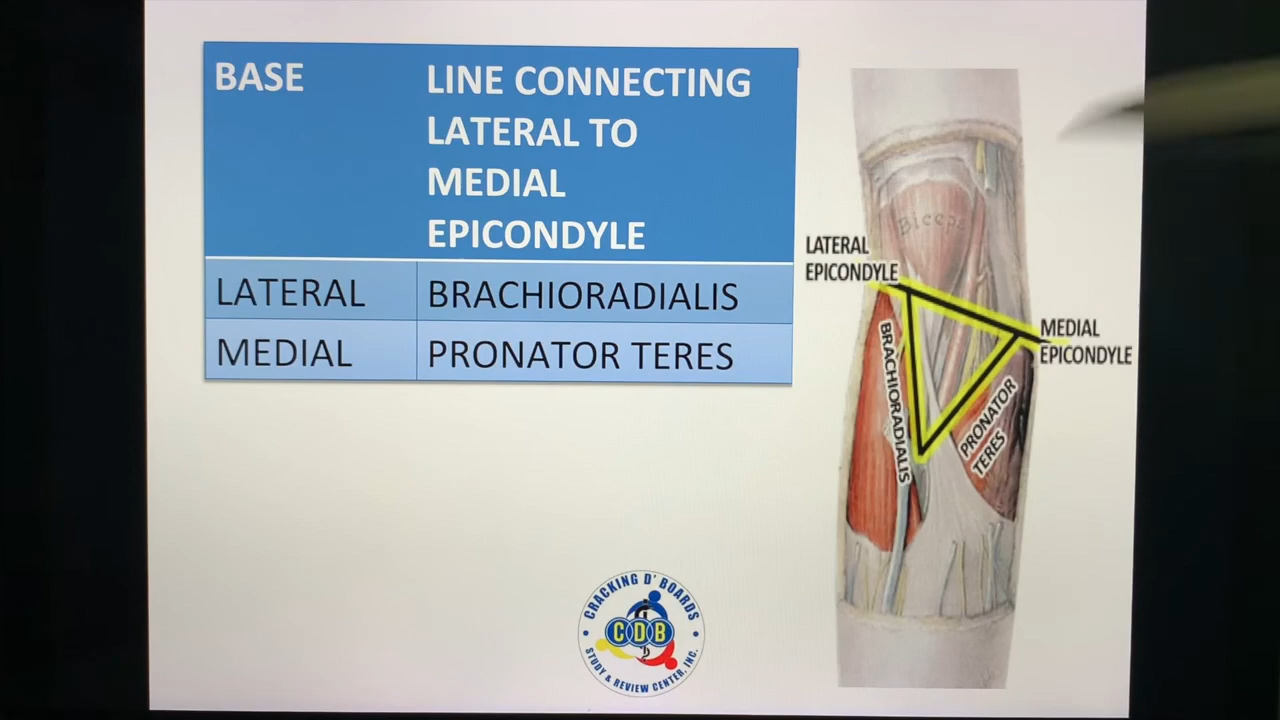 BASE
LINE CONNECTING
LATERAL TO
MEDIAL
EPICONDYLE
LATERAL
BRACHIORADIALIS
MEDIAL
PRONATOR TERES
Biceps
LATERAL
EPICONDYLE
MEDIAL
EPICONDYLE
BRACHIORADIALIS
PRONATOR
TERES
CRACKING D' BOARDS
CDB
STUDY & REVIEW CENTER, INC.